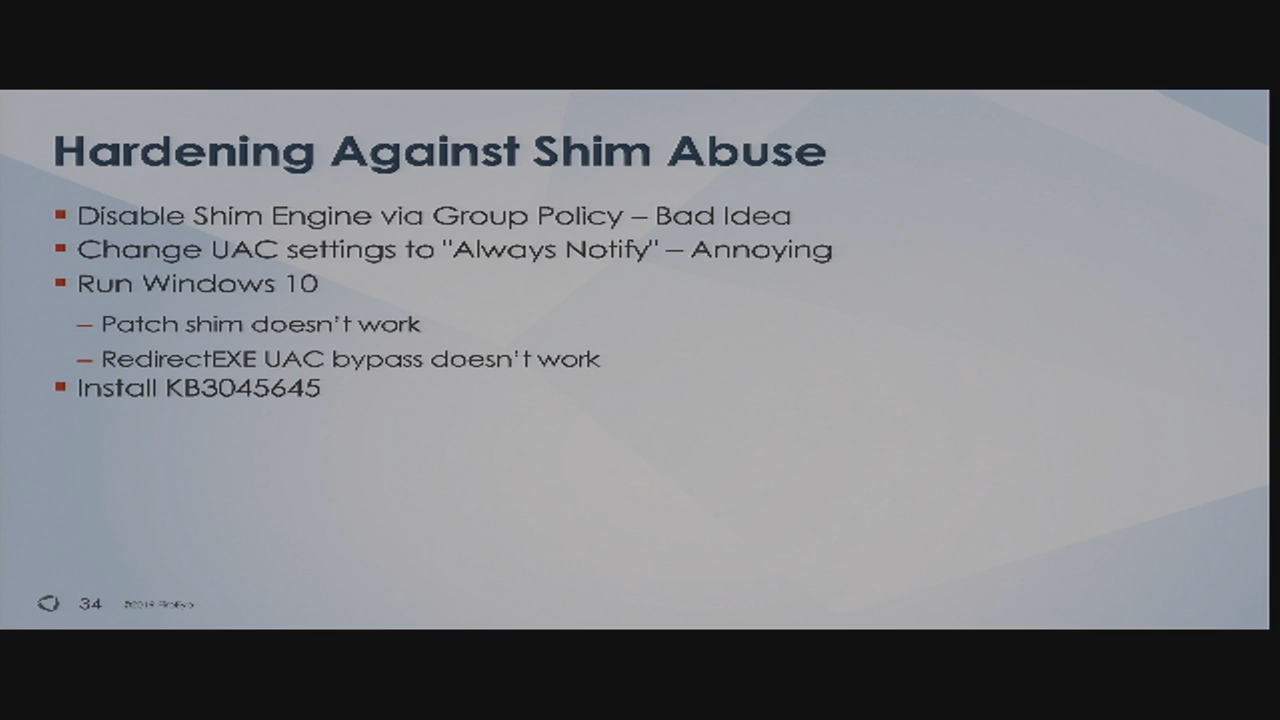 Hardening Against Shim Abuse
▪ Disable Shim Engine via Group Policy – Bad Idea
▪ Change UAC settings to "Always Notify" – Annoying
▪ Run Windows 10
– Patch shim doesn't work
– RedirectEXE UAC bypass doesn't work
▪ Install KB3045645
34